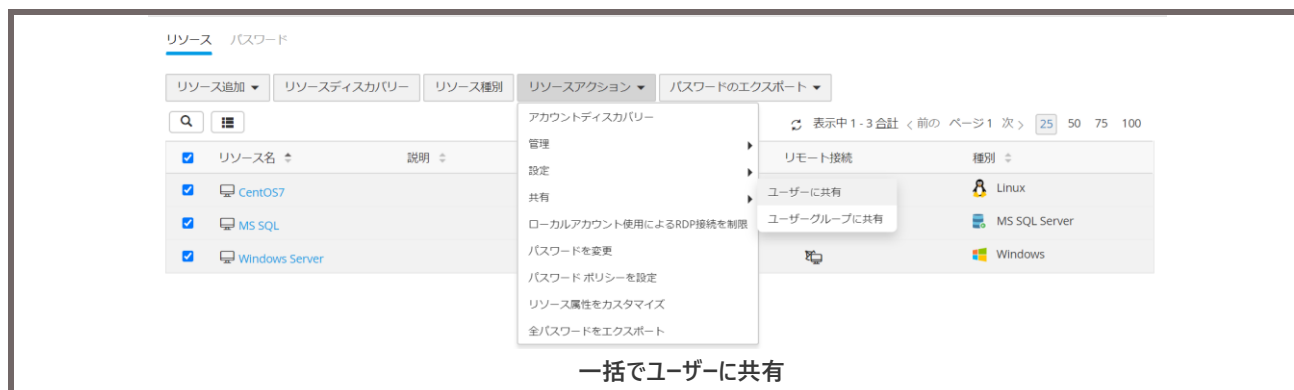 リソース パスワード
リソース追加 リソースディスカバリー リソース種別 リソースアクション パスワードのエクスポート
表示中 1 - 3 合計 前の ページ 1 次 25 50 75 100
リソース名 説明 リモート接続 種別
CentOS7 Linux
MS SQL MS SQL Server
Windows Server Windows
アカウントディスカバリー
管理
設定
共有
ローカルアカウント使用によるRDP接続を制限
パスワードを変更
パスワード ポリシーを設定
リソース属性をカスタマイズ
全パスワードをエクスポート
ユーザーに共有
ユーザーグループに共有
一括でユーザーに共有